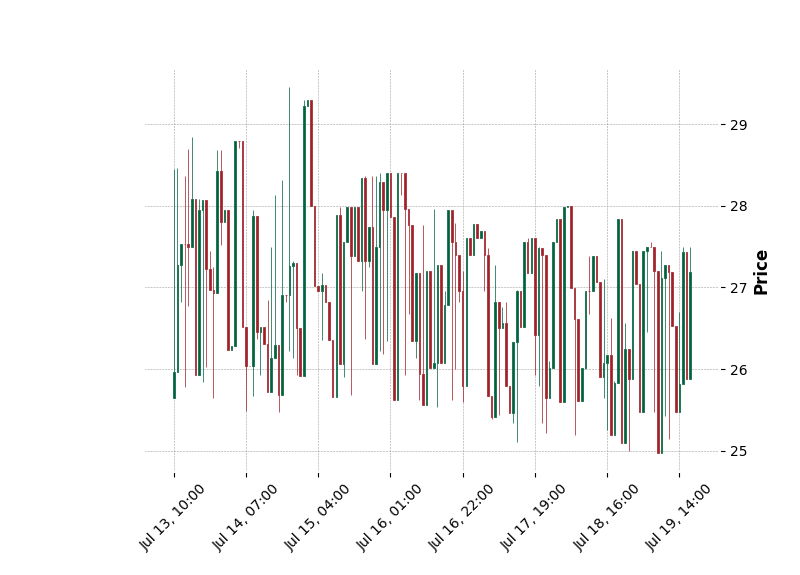 29
28
27
26
25
Price
Jul 13, 10:00
Jul 14, 07:00
Jul 15, 04:00
Jul 16, 01:00
Jul 16, 22:00
Jul 17, 19:00
Jul 18, 16:00
Jul 19, 14:00